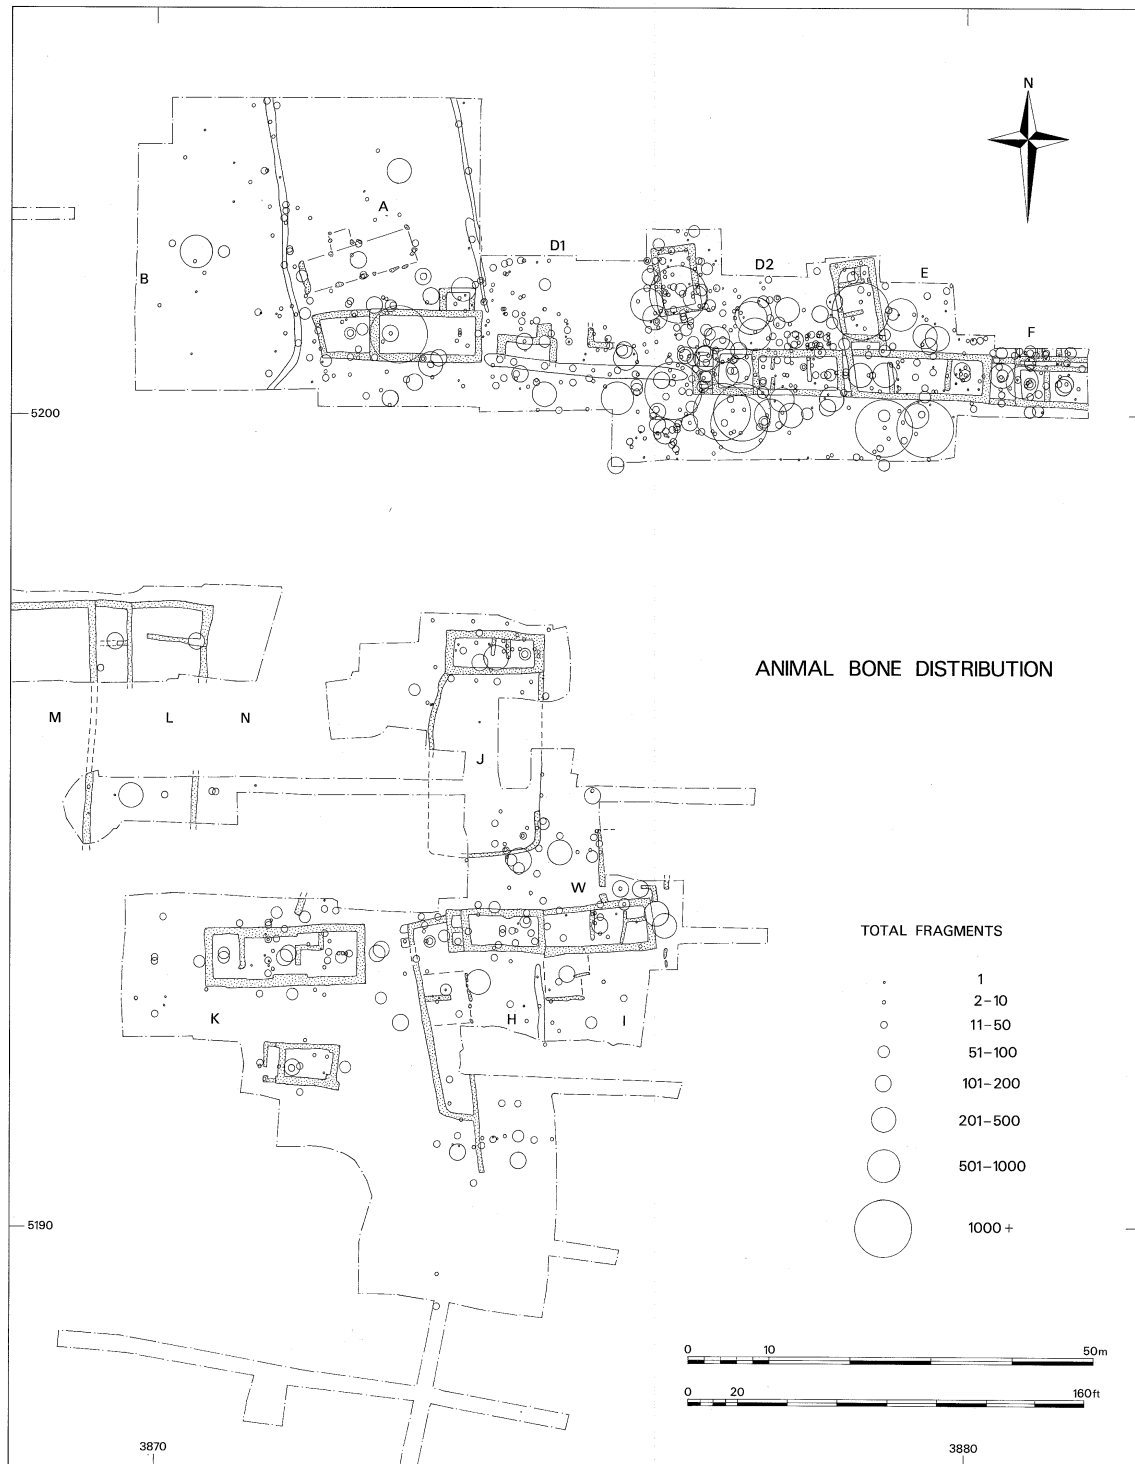 N
A
D1
B
D2
E
F
5200
ANIMAL BONE DISTRIBUTION
M
L
N
J
W
TOTAL FRAGMENTS
1
2-10
11-50
K
H
I
51-100
101-200
201-500
501-1000
5190
1000 +
0
10
50m
0
20
160ft
3870
3880